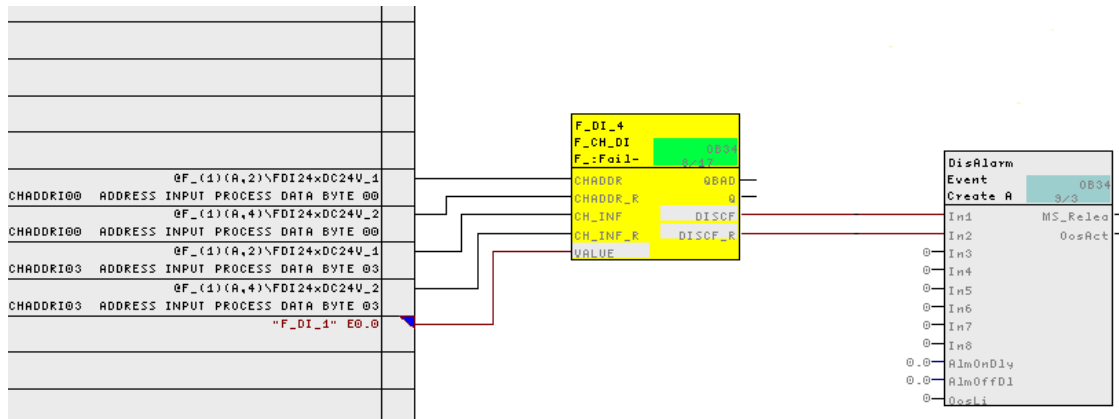 @F_(1)(A,2)\FDI24xDC24V_1
CHADDRI00 ADDRESS INPUT PROCESS DATA BYTE 00
@F_(1)(A,4)\FDI24xDC24V_2
CHADDRI00 ADDRESS INPUT PROCESS DATA BYTE 00
@F_(1)(A,2)\FDI24xDC24V_1
CHADDRI03 ADDRESS INPUT PROCESS DATA BYTE 03
@F_(1)(A,4)\FDI24xDC24V_2
CHADDRI03 ADDRESS INPUT PROCESS DATA BYTE 03
"F_DI_1" E0.0
F_DI_4
F_CH_DI OB34
F_:Fail- 9/17
CHADDR QBAD
CHADDR_R Q
CH_INF DISCF
CH_INF_R DISCF_R
VALUE
DisAlarm
Event OB34
Create A 9/3
In1 MS_Relea
In2 OosAct
0 In3
0 In4
0 In5
0 In6
0 In7
0 In8
0.0 AlmOnDly
0.0 AlmOffDl
0 OosLi